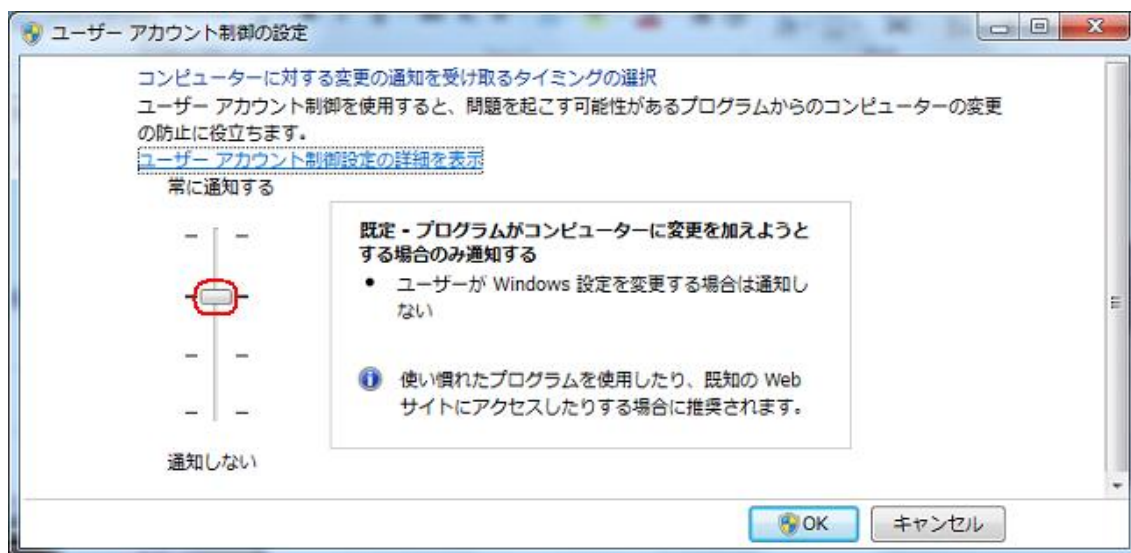 ユーザー アカウント制御の設定
コンピューターに対する変更の通知を受け取るタイミングの選択
ユーザー アカウント制御を使用すると、問題を起こす可能性があるプログラムからのコンピューターの変更
の防止に役立ちます。
ユーザー アカウント制御設定の詳細を表示
常に通知する
既定 - プログラムがコンピューターに変更を加えようと
する場合のみ通知する
• ユーザーが Windows 設定を変更する場合は通知し
ない
使い慣れたプログラムを使用したり、既知の Web
サイトにアクセスしたりする場合に推奨されます。
通知しない
OK
キャンセル